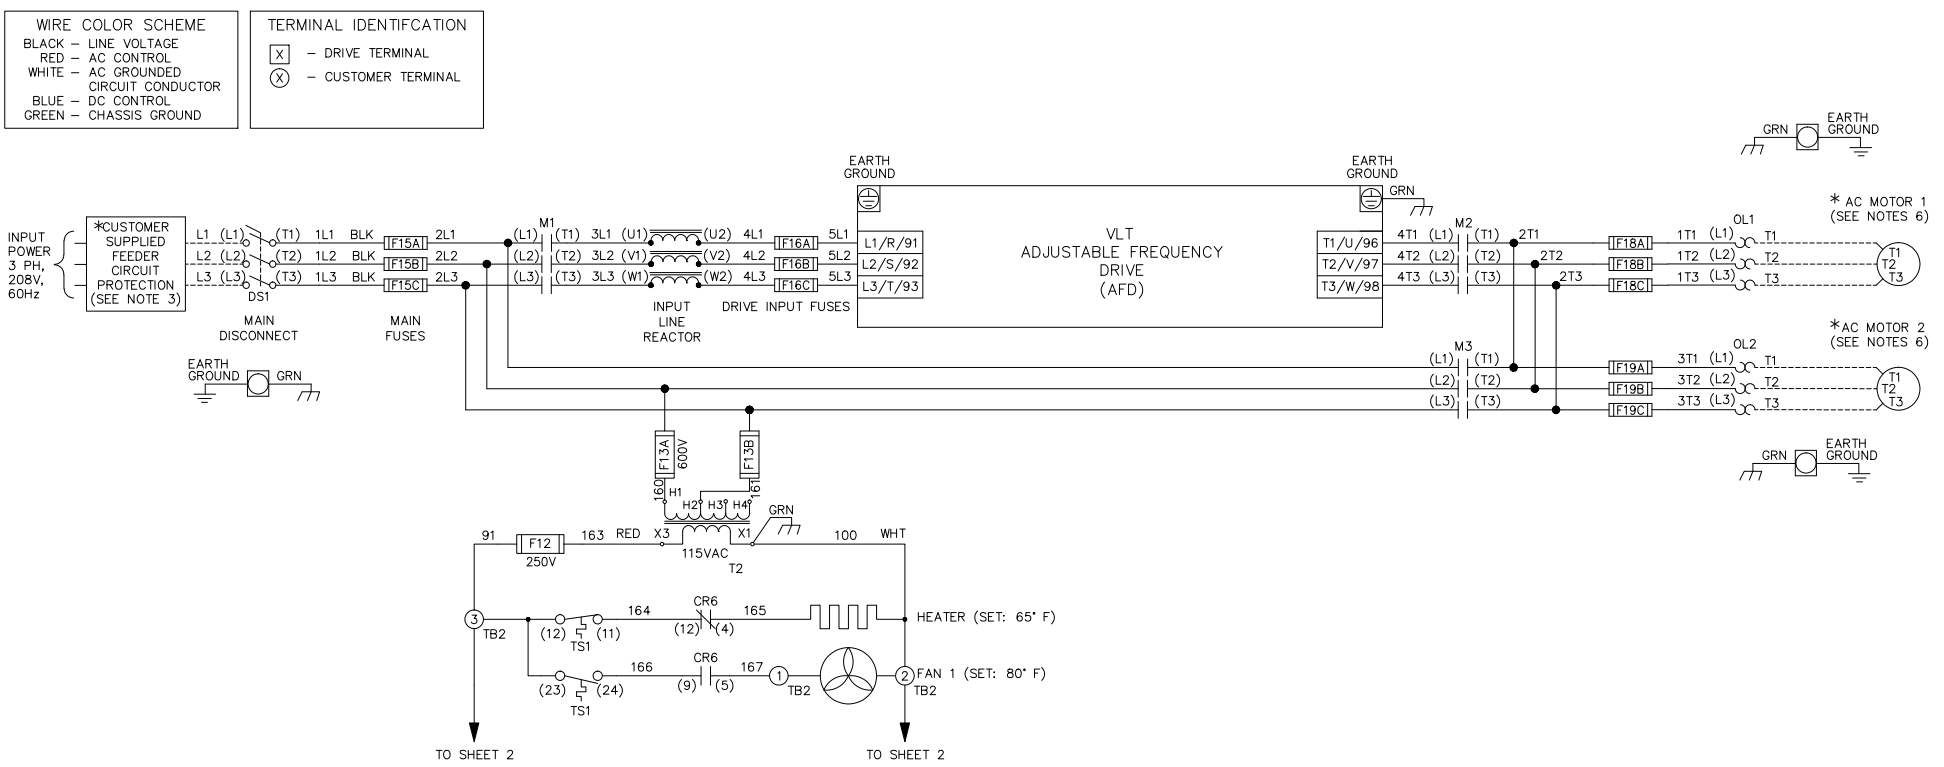 WIRE COLOR SCHEME
BLACK – LINE VOLTAGE
RED – AC CONTROL
WHITE – AC GROUNDED
CIRCUIT CONDUCTOR
BLUE – DC CONTROL
GREEN – CHASSIS GROUND
TERMINAL IDENTIFCATION
X – DRIVE TERMINAL
X – CUSTOMER TERMINAL
INPUT
POWER
3 PH,
208V,
60Hz
*CUSTOMER
SUPPLIED
FEEDER
CIRCUIT
PROTECTION
(SEE NOTE 3)
L1 (L1) (T1) 1L1 BLK F15A 2L1 (L1) M1 (T1) 3L1 (U1) (U2) 4L1 F16A 5L1 L1/R/91
L2 (L2) (T2) 1L2 BLK F15B 2L2 (L2) (T2) 3L2 (V1) (V2) 4L2 F16B 5L2 L2/S/92
L3 (L3) (T3) 1L3 BLK F15C 2L3 (L3) (T3) 3L3 (W1) (W2) 4L3 F16C 5L3 L3/T/93
DS1
MAIN
DISCONNECT
MAIN
FUSES
INPUT
LINE
REACTOR
DRIVE INPUT FUSES
EARTH
GROUND
GRN
EARTH
GROUND
VLT
ADJUSTABLE FREQUENCY
DRIVE
(AFD)
EARTH
GROUND
GRN
T1/U/96 4T1 (L1) M2 (T1) 2T1 F18A 1T1 (L1) OL1 T1
T2/V/97 4T2 (L2) (T2) 2T2 F18B 1T2 (L2) T2
T3/W/98 4T3 (L3) (T3) 2T3 F18C 1T3 (L3) T3
GRN
EARTH
GROUND
* AC MOTOR 1
(SEE NOTES 6)
T1
T2
T3
M3
(L1) (T1) F19A 3T1 (L1) OL2 T1
(L2) (T2) F19B 3T2 (L2) T2
(L3) (T3) F19C 3T3 (L3) T3
*AC MOTOR 2
(SEE NOTES 6)
T1
T2
T3
GRN
EARTH
GROUND
F13A
600V
F13B
160
161
H1
H2 H3 H4
GRN
91 F12 163 RED X3 X1 100 WHT
250V
115VAC
T2
3
TB2
(12) (11)
TS1
164
CR6
(12) (4)
165
HEATER (SET: 65° F)
(23) (24)
TS1
166
CR6
(9) (5)
167
1
TB2
2
TB2
FAN 1 (SET: 80° F)
TO SHEET 2
TO SHEET 2